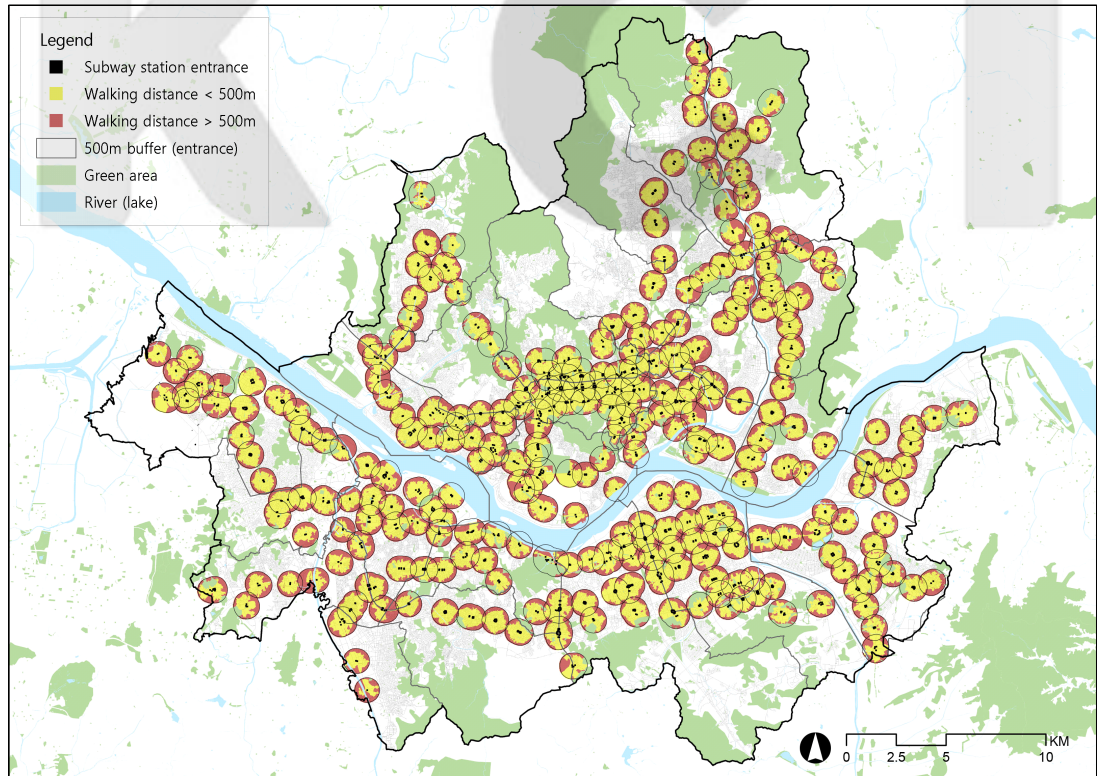 Legend
Subway station entrance
Walking distance < 500m
Walking distance > 500m
500m buffer (entrance)
Green area
River (lake)
KCI
KM
0 2.5 5 10